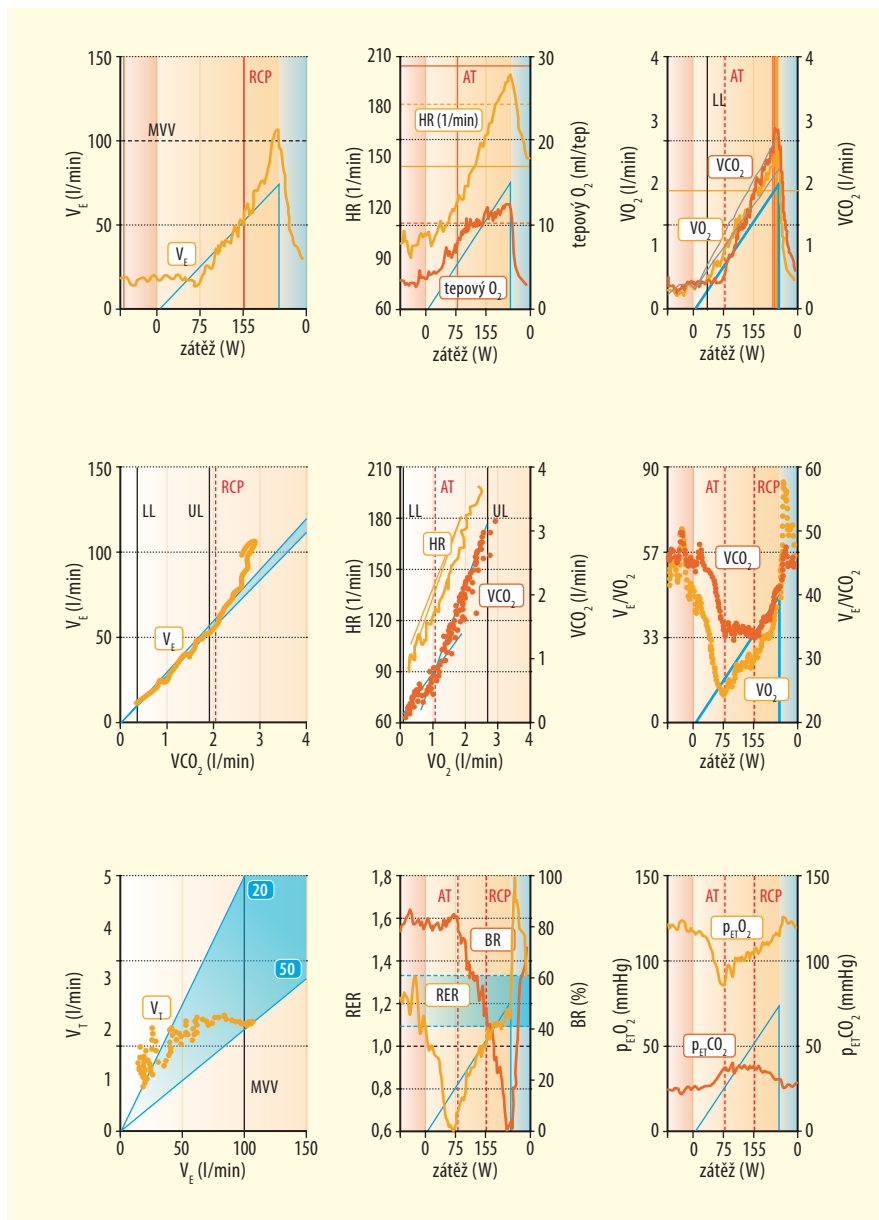 150
100
50
0
V_E (l/min)
MVV
RCP
V_E
0 75 155 0
zátěž (W)
210
180
150
120
90
60
HR (1/min)
AT
HR (1/min)
tepový O₂
30
20
10
0
tepový O₂ (ml/tep)
0 75 155 0
zátěž (W)
4
3
2
1
0
VO₂ (l/min)
LL
AT
VCO₂
VO₂
4
3
2
1
0
VCO₂ (l/min)
0 75 155 0
zátěž (W)
150
100
50
0
V_E (l/min)
LL UL RCP
V_E
0 1 2 3 4
VCO₂ (l/min)
210
180
150
120
90
60
HR (1/min)
LL AT UL
HR
VCO₂
4
3
2
1
0
VCO₂ (l/min)
0 1 2 3 4
VO₂ (l/min)
90
57
33
0
V_E/VO₂
AT RCP
VCO₂
VO₂
60
50
40
30
20
V_E/VCO₂
0 75 155 0
zátěž (W)
5
4
3
2
1
0
V_T (l/min)
20
50
V_T
MVV
0 50 100 150
V_E (l/min)
1,8
1,6
1,4
1,2
1,0
0,8
0,6
RER
AT RCP
BR
RER
100
80
60
40
20
0
BR (%)
0 75 155 0
zátěž (W)
150
100
50
0
p_ETO₂ (mmHg)
AT RCP
p_ETO₂
p_ETCO₂
150
100
50
0
p_ETCO₂ (mmHg)
0 75 155 0
zátěž (W)